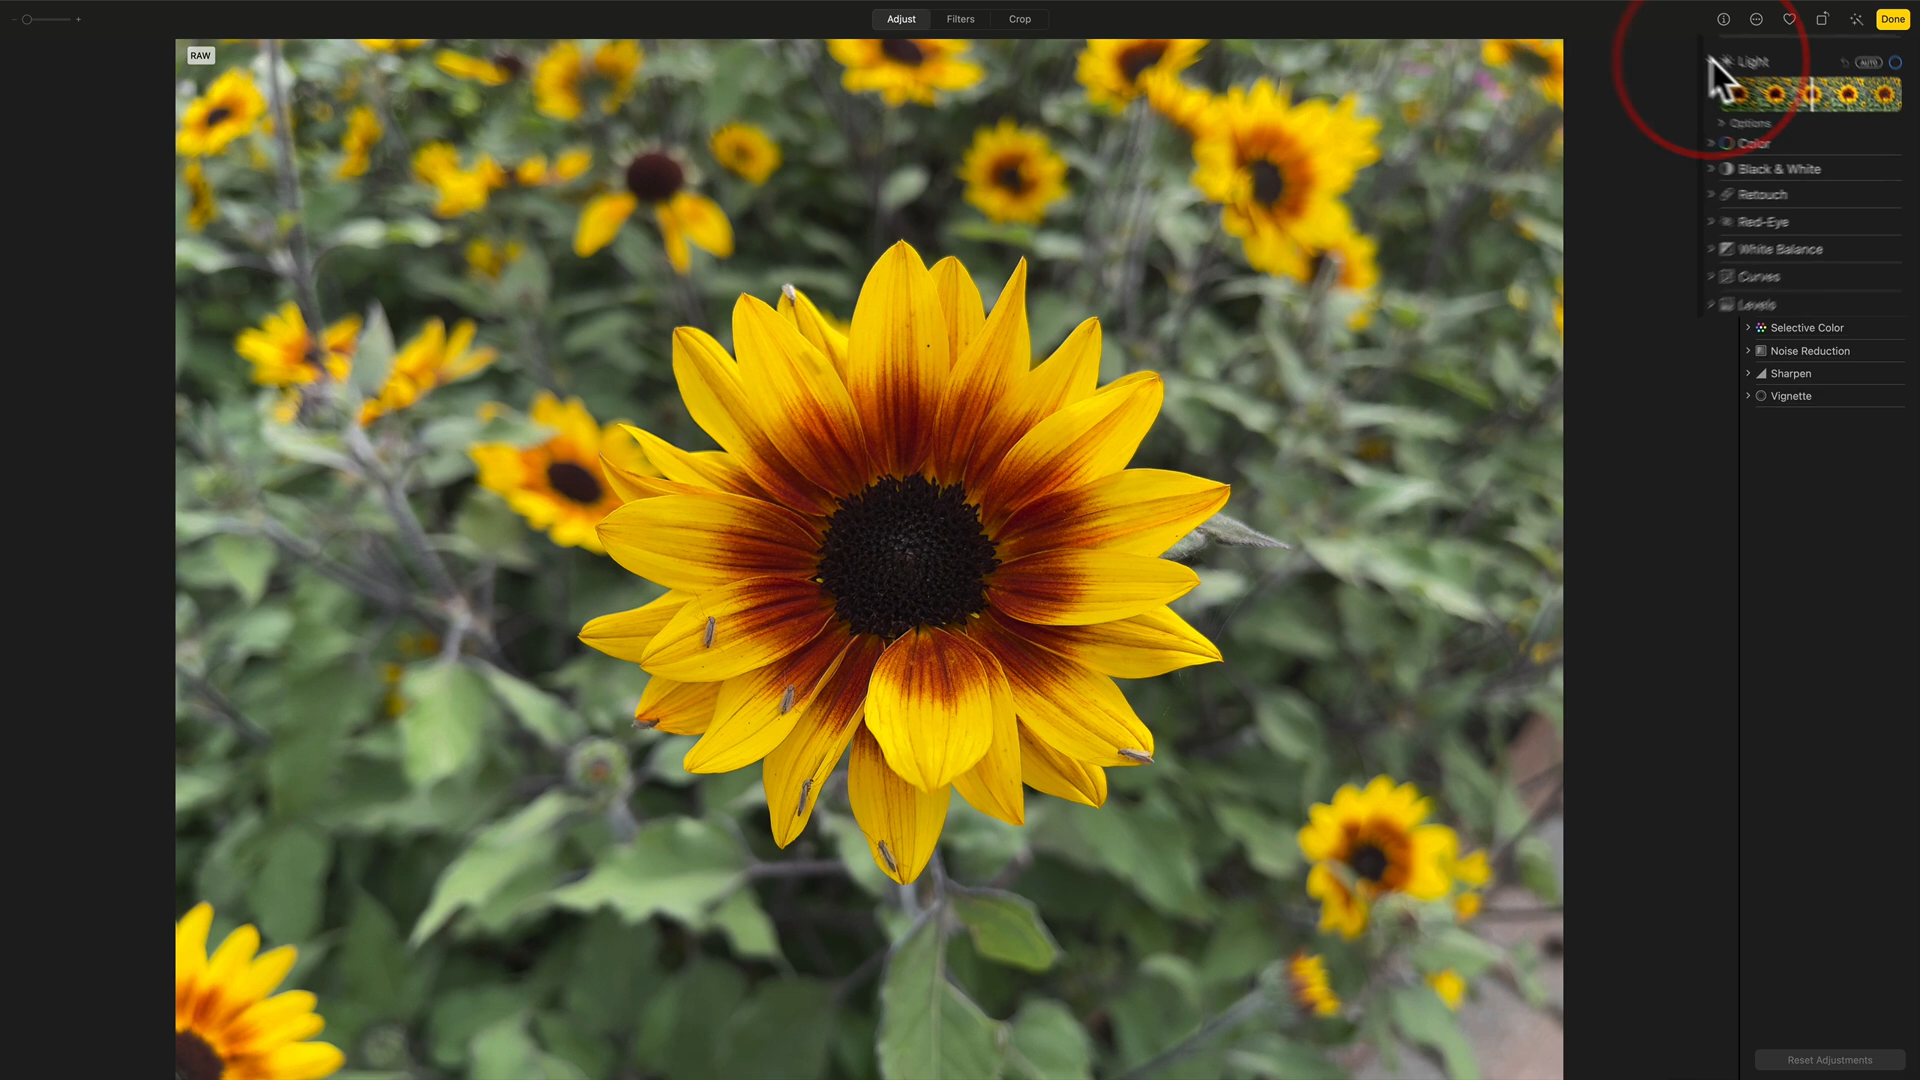 Adjust Filters Crop
Done
RAW
Light
AUTO
Options
Color
Black & White
Retouch
Red-Eye
White Balance
Curves
Levels
Selective Color
Noise Reduction
Sharpen
Vignette
Reset Adjustments